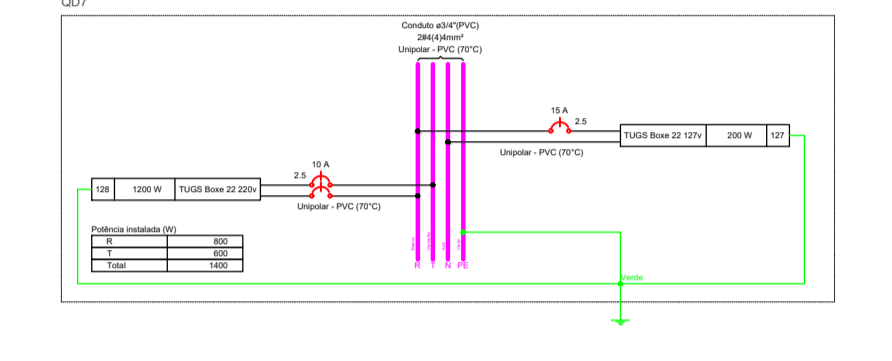 QD7
Conduto ø3/4"(PVC)
2#4(4)4mm²
Unipolar - PVC (70°C)
15 A
2.5
TUGS Boxe 22 127v
200 W
127
Unipolar - PVC (70°C)
10 A
2.5
128
1200 W
TUGS Boxe 22 220v
Unipolar - PVC (70°C)
Potência instalada (W)
R 800
T 600
Total 1400
R T N PE
Verde